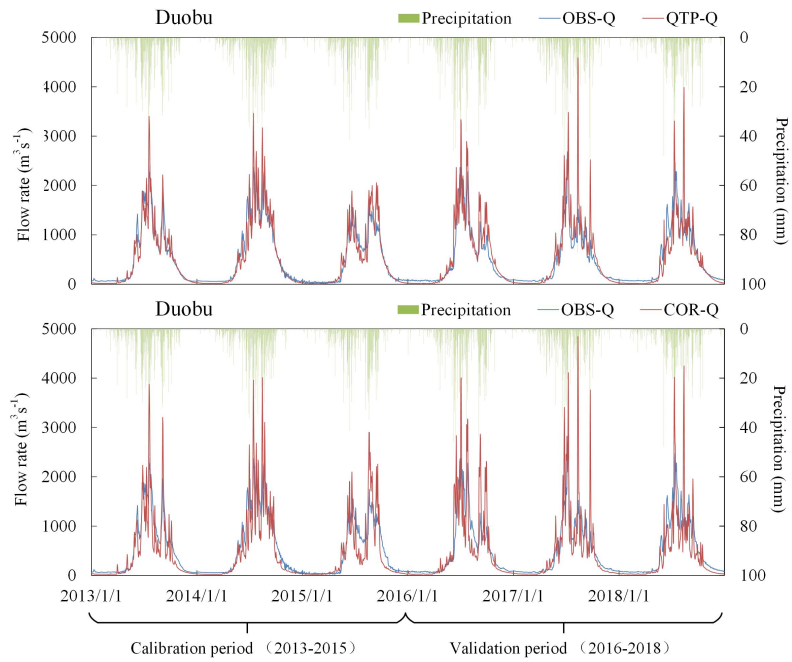 Duobu
Precipitation OBS-Q QTP-Q
5000 0
4000 20
3000 40
2000 60
1000 80
0 100
Flow rate (m³s⁻¹)
Precipitation (mm)
Duobu
Precipitation OBS-Q COR-Q
5000 0
4000 20
3000 40
2000 60
1000 80
0 100
Flow rate (m³s⁻¹)
Precipitation (mm)
2013/1/1 2014/1/1 2015/1/1 2016/1/1 2017/1/1 2018/1/1
Calibration period (2013-2015) Validation period (2016-2018)